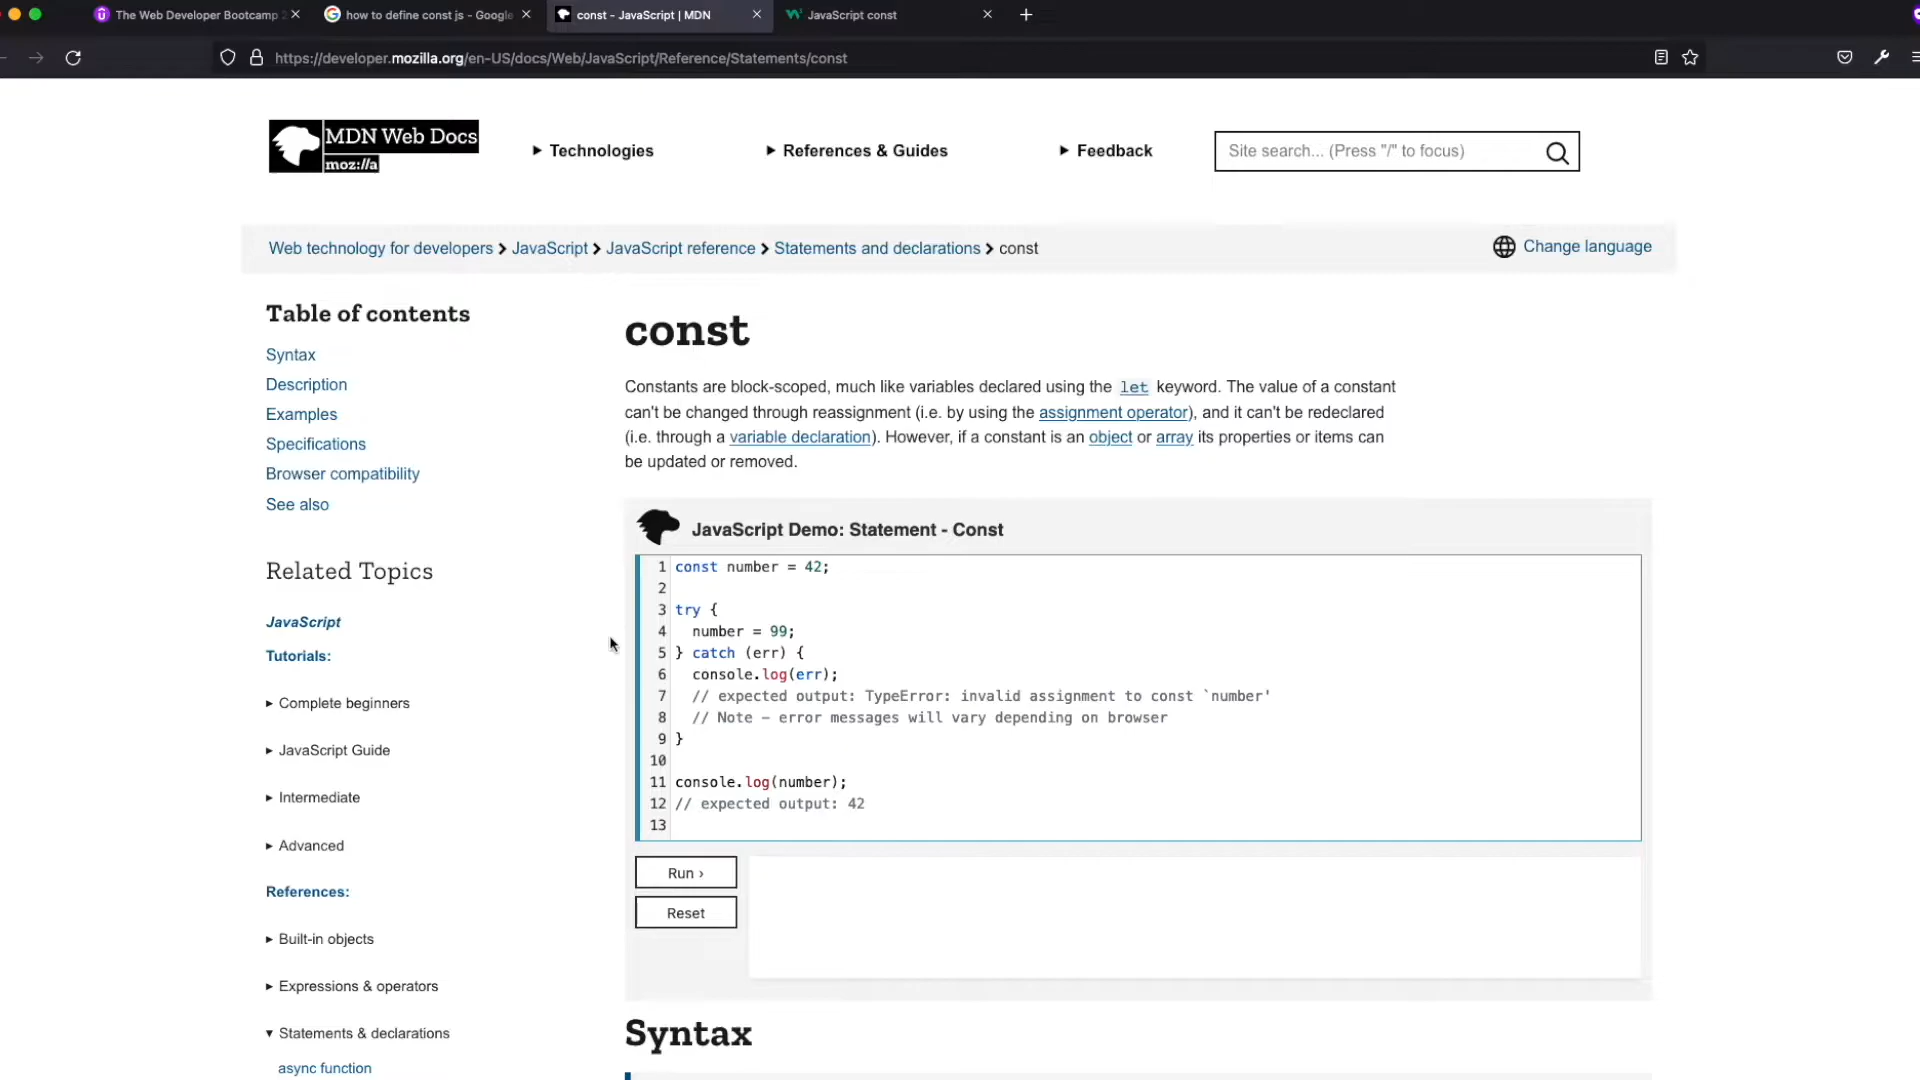 The Web Developer Bootcamp 2
how to define const js - Google
const - JavaScript | MDN
JavaScript const
https://developer.mozilla.org/en-US/docs/Web/JavaScript/Reference/Statements/const
MDN Web Docs
moz://a
Technologies
References & Guides
Feedback
Site search... (Press "/" to focus)
Web technology for developers > JavaScript > JavaScript reference > Statements and declarations > const
Change language
Table of contents
Syntax
Description
Examples
Specifications
Browser compatibility
See also
Related Topics
JavaScript
Tutorials:
Complete beginners
JavaScript Guide
Intermediate
Advanced
References:
Built-in objects
Expressions & operators
Statements & declarations
async function
const
Constants are block-scoped, much like variables declared using the let keyword. The value of a constant
can't be changed through reassignment (i.e. by using the assignment operator), and it can't be redeclared
(i.e. through a variable declaration). However, if a constant is an object or array its properties or items can
be updated or removed.
JavaScript Demo: Statement - Const
1 const number = 42;
2
3 try {
4 number = 99;
5 } catch (err) {
6 console.log(err);
7 // expected output: TypeError: invalid assignment to const `number'
8 // Note – error messages will vary depending on browser
9 }
10
11 console.log(number);
12 // expected output: 42
13
Run ›
Reset
Syntax